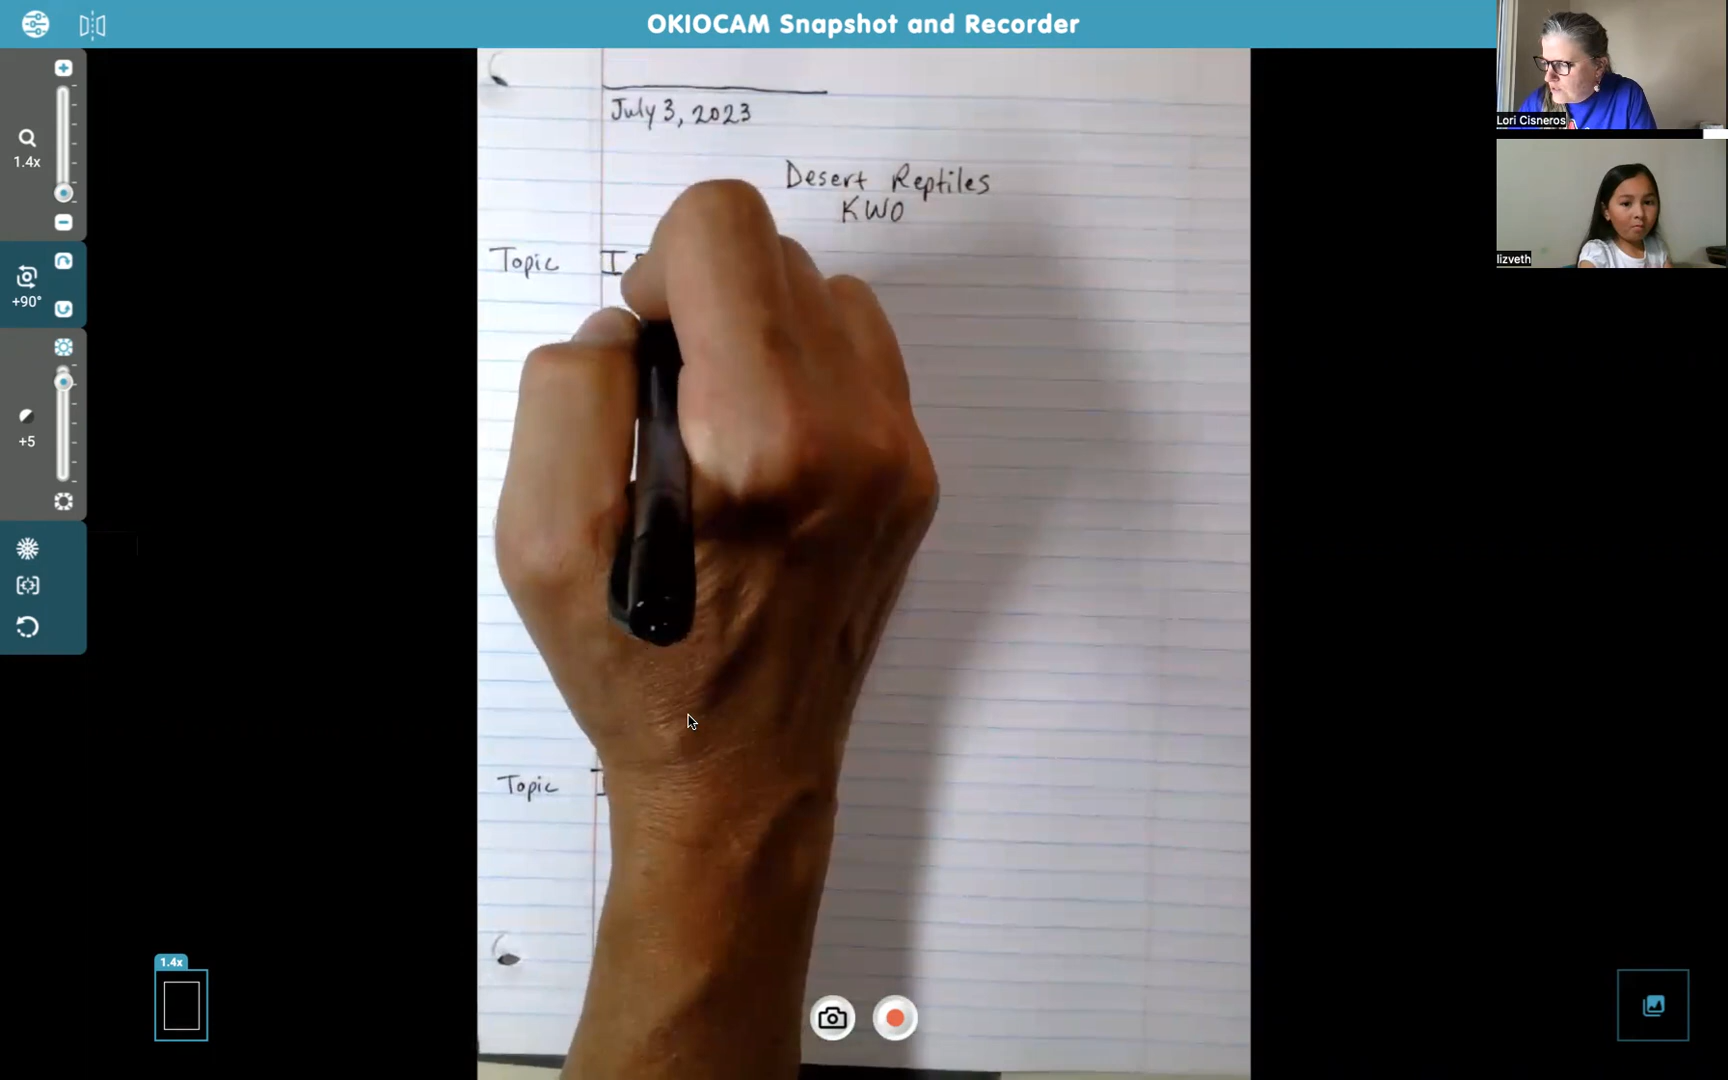 OKIOCAM Snapshot and Recorder
Lori Cisneros
lizveth
1.4x
+90°
+5
July 3, 2023
Desert Reptiles
KWO
Topic I
Topic I
1.4x